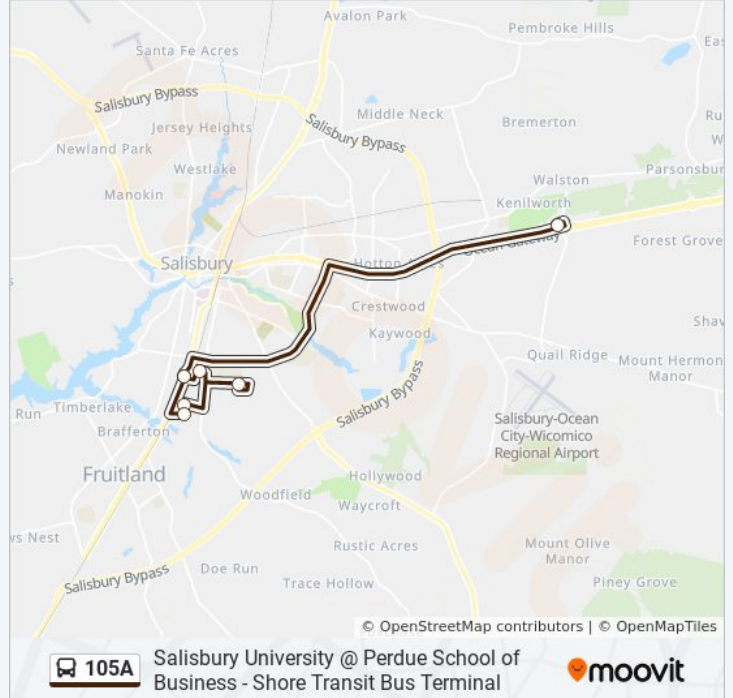 Avalon Park
Pembroke Hills
Eas
Santa Fe Acres
Salisbury Bypass
Middle Neck
Jersey Heights
Salisbury Bypass
Bremerton
Ru
W
Newland Park
Westlake
Walston
Parsonsbur
Manokin
Kenilworth
Salisbury
Hotton Acres
Ocean Gateway
Forest Grove
Crestwood
Shav
Kaywood
Quail Ridge
Mount Hermon
Manor
Run
Timberlake
Salisbury Bypass
Salisbury-Ocean
City-Wicomico
Regional Airport
Brafferton
Fruitland
Hollywood
Woodfield
Waycroft
ws Nest
Rustic Acres
Mount Olive
Manor
Doe Run
Salisbury Bypass
Trace Hollow
Piney Grove
© OpenStreetMap contributors | © OpenMapTiles
105A
Salisbury University @ Perdue School of
Business - Shore Transit Bus Terminal
moovit